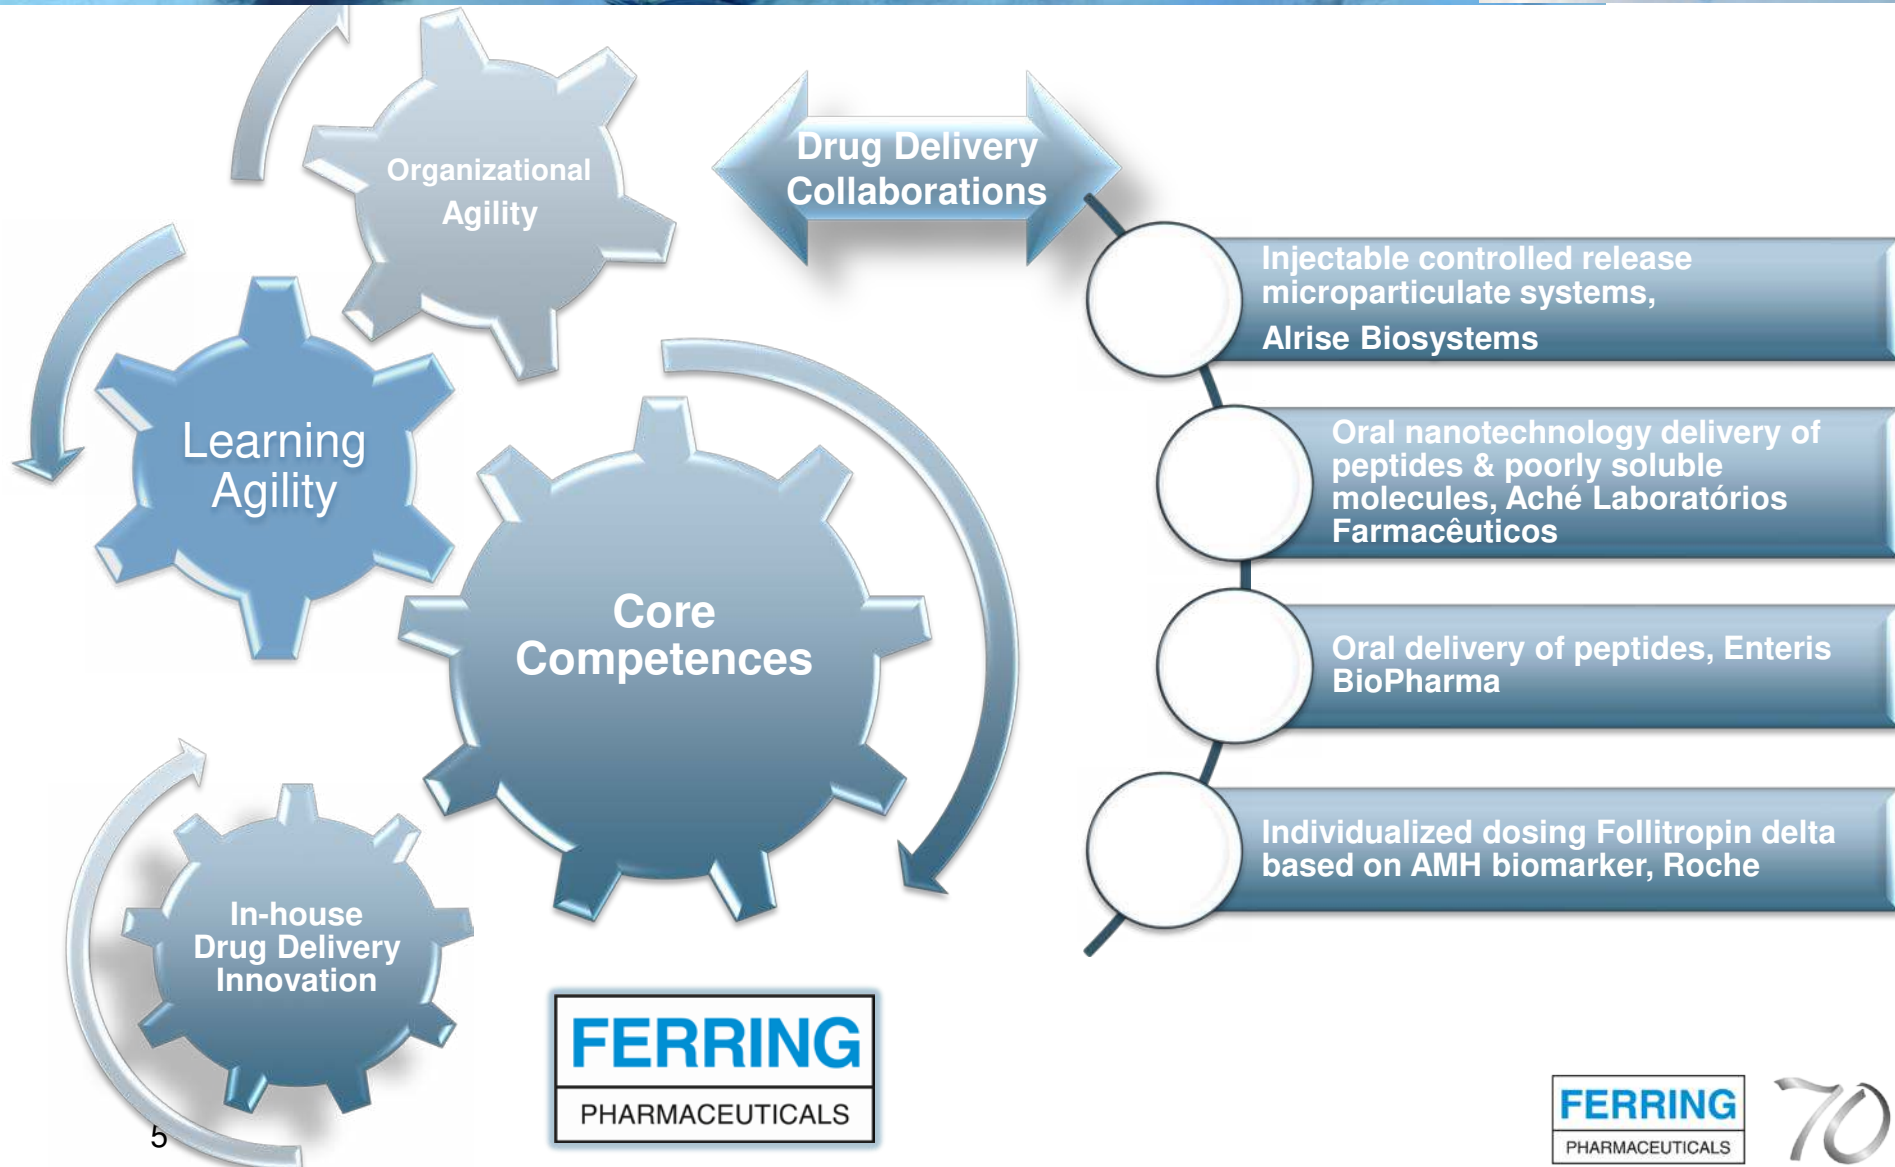 Organizational
Agility
Drug Delivery
Collaborations
Learning
Agility
Core
Competences
In-house
Drug Delivery
Innovation
Injectable controlled release
microparticulate systems,
Alrise Biosystems
Oral nanotechnology delivery of
peptides & poorly soluble
molecules, Aché Laboratórios
Farmacêuticos
Oral delivery of peptides, Enteris
BioPharma
Individualized dosing Follitropin delta
based on AMH biomarker, Roche
FERRING
PHARMACEUTICALS
5
FERRING
PHARMACEUTICALS
70